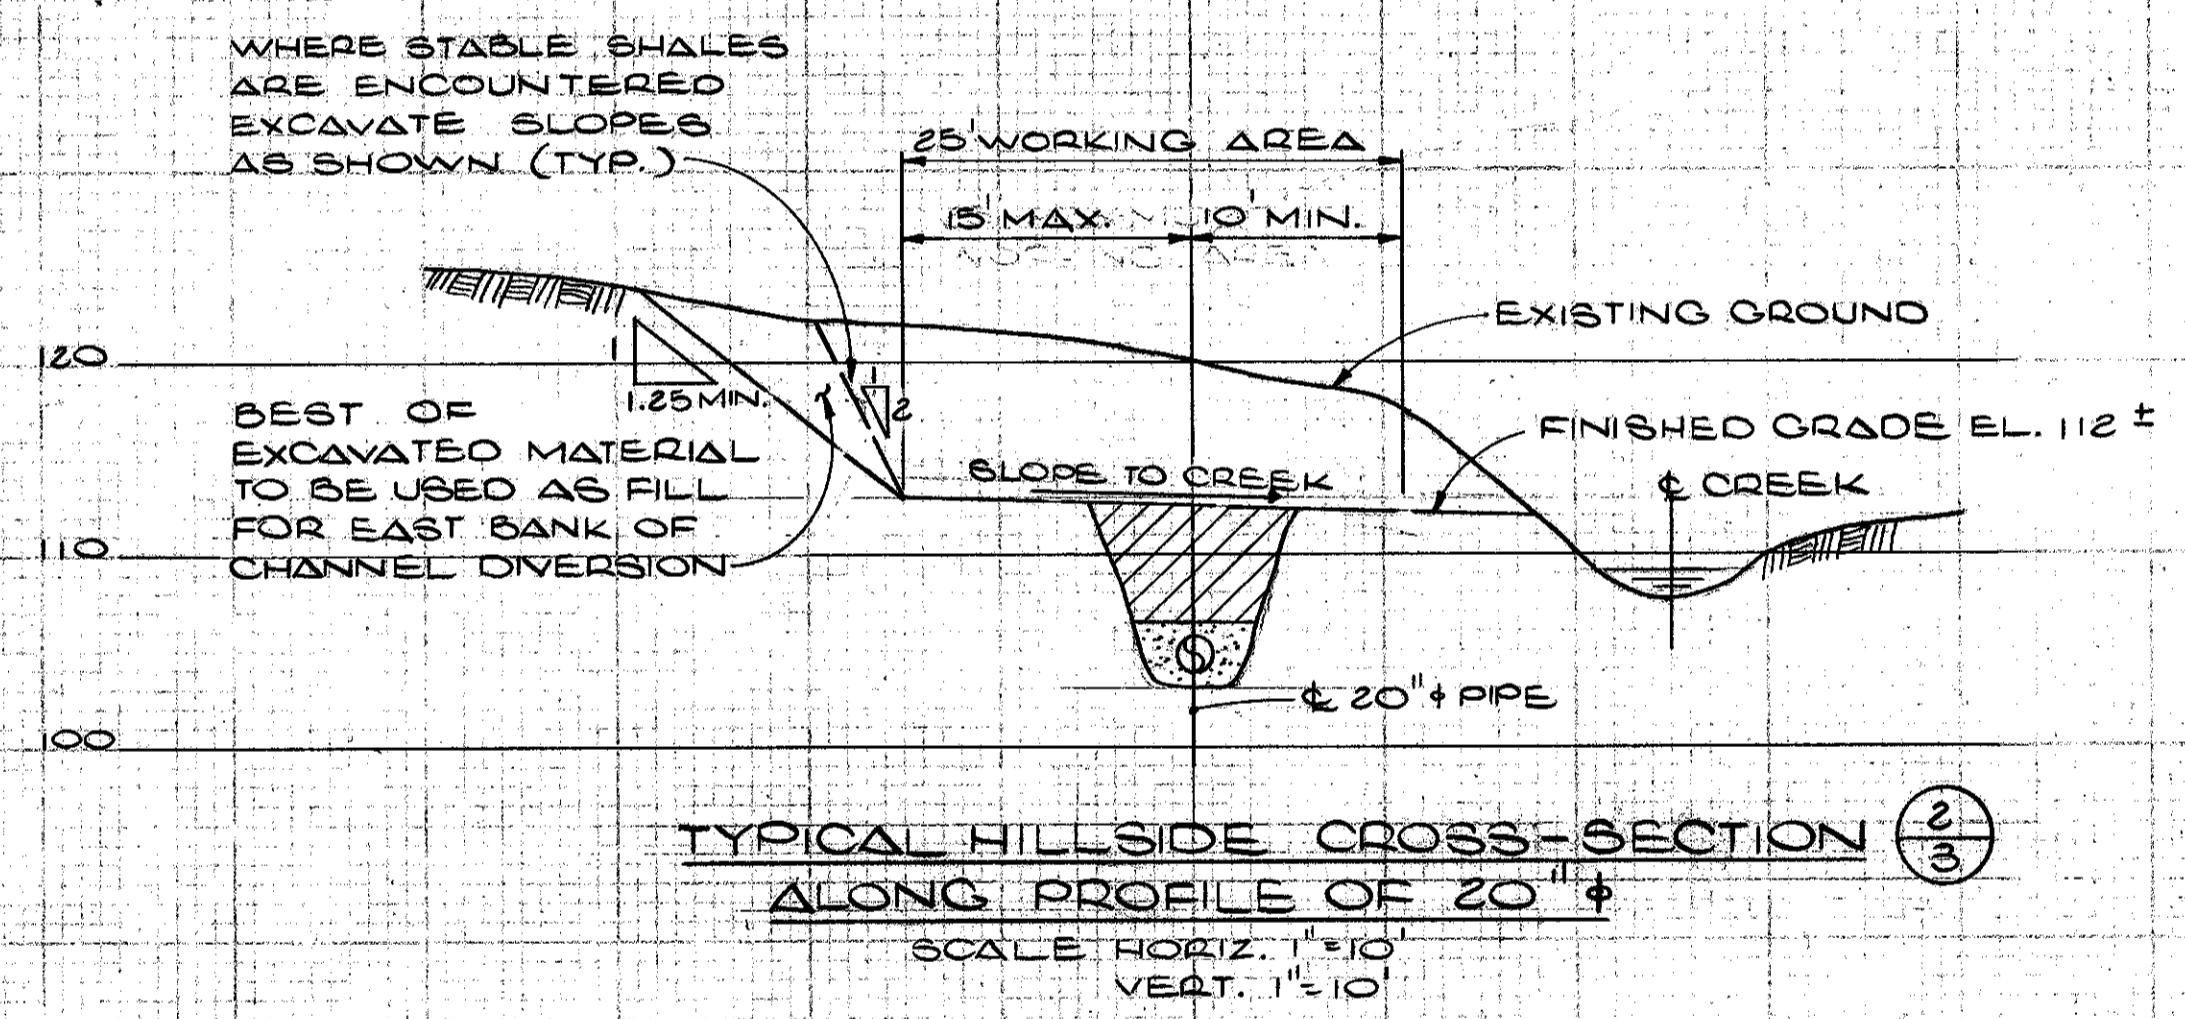 WHERE STABLE SHALES
ARE ENCOUNTERED
EXCAVATE SLOPES
AS SHOWN (TYP.)
25' WORKING AREA
15' MAX.
10' MIN.
EXISTING GROUND
120
1
1.25 MIN.
1
2
BEST OF
EXCAVATED MATERIAL
TO BE USED AS FILL
FOR EAST BANK OF
CHANNEL DIVERSION
FINISHED GRADE EL. 112 ±
SLOPE TO CREEK
℄ CREEK
110
S
℄ 20" ϕ PIPE
100
TYPICAL HILLSIDE CROSS-SECTION
2
3
ALONG PROFILE OF 20" ϕ
SCALE HORIZ. 1"=10'
VERT. 1"=10'